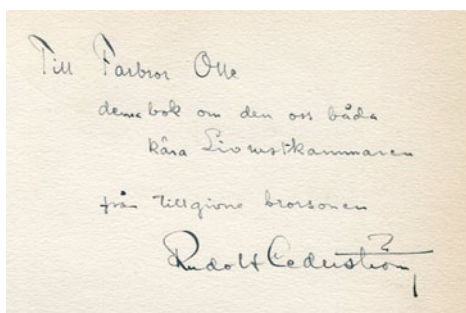 Till Farbror Olle
denna bok om den oss båda
kära Livrustkammaren
från tillgivne brorsonen
Rudolf Cederström